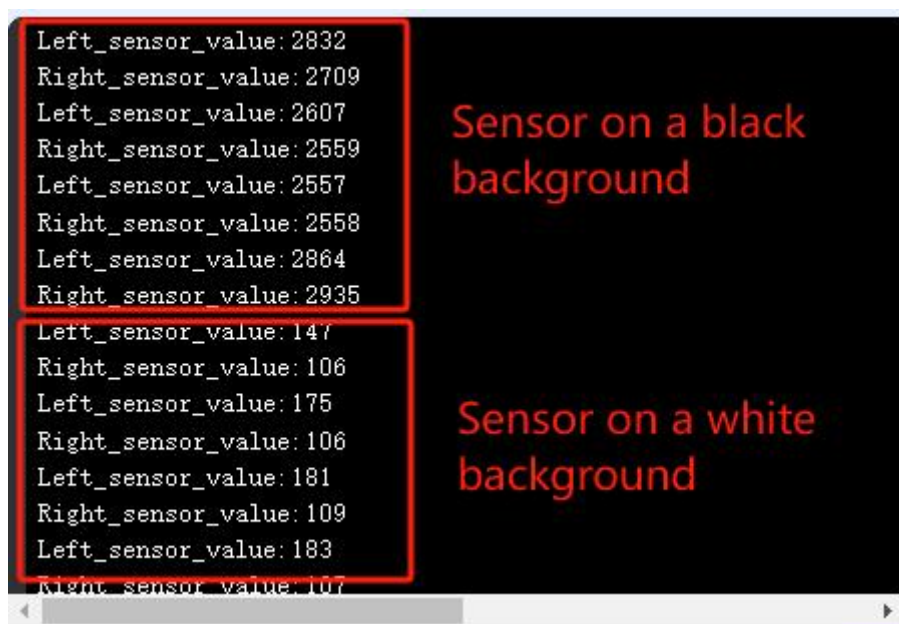 Left_sensor_value:2832
Right_sensor_value:2709
Left_sensor_value:2607
Right_sensor_value:2559
Left_sensor_value:2557
Right_sensor_value:2558
Left_sensor_value:2864
Right_sensor_value:2935
Sensor on a black
background
Left_sensor_value:147
Right_sensor_value:106
Left_sensor_value:175
Right_sensor_value:106
Left_sensor_value:181
Right_sensor_value:109
Left_sensor_value:183
Right_sensor_value:107
Sensor on a white
background